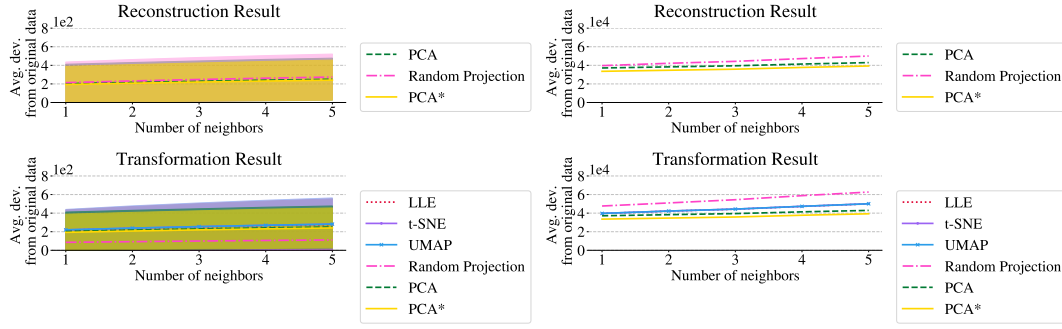 Reconstruction Result
1e2
Avg. dev.
from original data
8
6
4
2
0
1 2 3 4 5
Number of neighbors
PCA
Random Projection
PCA*
Reconstruction Result
1e4
Avg. dev.
from original data
8
6
4
2
0
1 2 3 4 5
Number of neighbors
PCA
Random Projection
PCA*
Transformation Result
1e2
Avg. dev.
from original data
8
6
4
2
0
1 2 3 4 5
Number of neighbors
LLE
t-SNE
UMAP
Random Projection
PCA
PCA*
Transformation Result
1e4
Avg. dev.
from original data
8
6
4
2
0
1 2 3 4 5
Number of neighbors
LLE
t-SNE
UMAP
Random Projection
PCA
PCA*